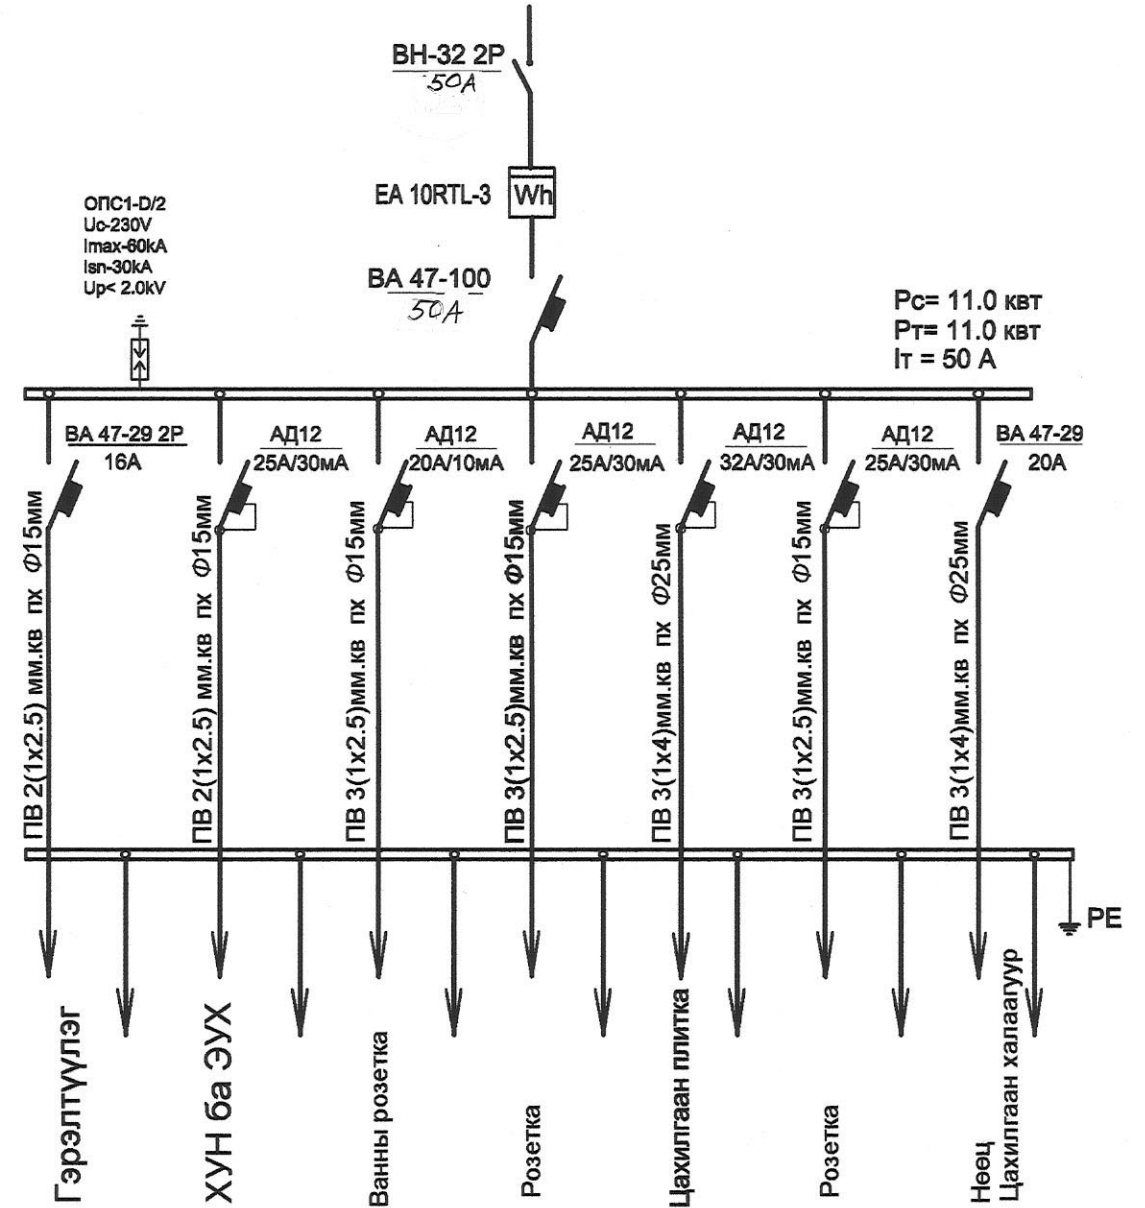 ВН-32 2Р
50А
ЕА 10RTL-3
Wh
ОПС1-D/2
Uc-230V
Imax-60kA
Isn-30kA
Up< 2.0kV
ВА 47-100
50А
Рс= 11.0 квт
Рт= 11.0 квт
Iт = 50 А
ВА 47-29 2Р
16А
АД12
25А/30мА
АД12
20А/10мА
АД12
25А/30мА
АД12
32А/30мА
АД12
25А/30мА
ВА 47-29
20А
ПВ 2(1х2.5) мм.кв пх Ф15мм
ПВ 2(1х2.5) мм.кв пх Ф15мм
ПВ 3(1х2.5)мм.кв пх Ф15мм
ПВ 3(1х2.5)мм.кв пх Ф15мм
ПВ 3(1х4)мм.кв пх Ф25мм
ПВ 3(1х2.5)мм.кв пх Ф15мм
ПВ 3(1х4)мм.кв пх Ф25мм
РЕ
Гэрэлтүүлэг
ХУН ба ЭУХ
Ванны розетка
Розетка
Цахилгаан плитка
Розетка
Нөөц
Цахилгаан халаагуур